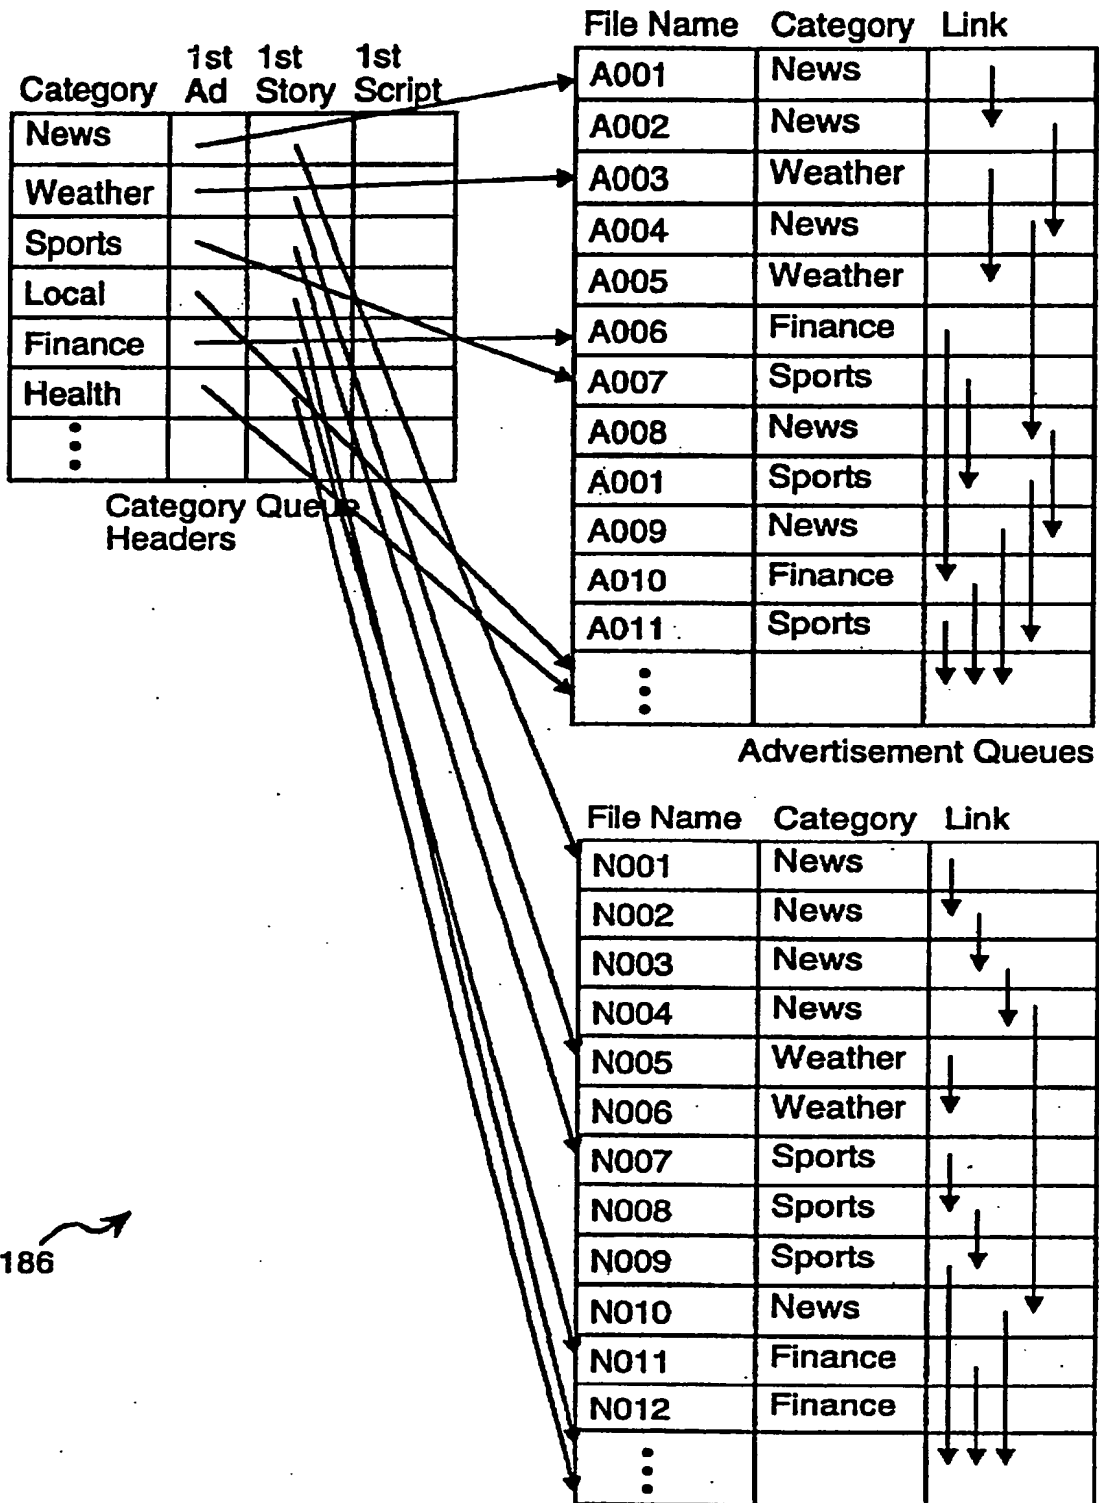 Category 1st Ad 1st Story 1st Script
News
Weather
Sports
Local
Finance
Health
Category Queue Headers
File Name Category Link
A001 News
A002 News
A003 Weather
A004 News
A005 Weather
A006 Finance
A007 Sports
A008 News
A001 Sports
A009 News
A010 Finance
A011 Sports
Advertisement Queues
File Name Category Link
N001 News
N002 News
N003 News
N004 News
N005 Weather
N006 Weather
N007 Sports
N008 Sports
N009 Sports
N010 News
N011 Finance
N012 Finance
186